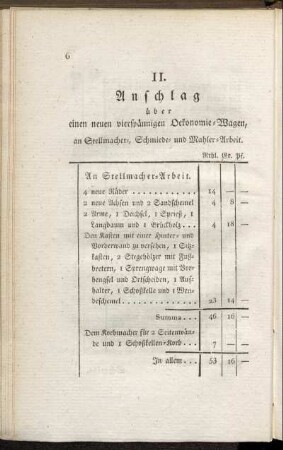 6
II.
Anschlag
über
einen neuen vierspännigen Oekonomie-Wagen,
an Stellmacher-, Schmiede- und Mahler-Arbeit.
Rthl. Gr. Pf.
An Stellmacher-Arbeit.
4 neue Räder 14 — —
2 neue Achsen und 2 Sandschemel 4 8 —
2 Arme, 1 Deichsel, 1 Spriess, 1
Langbaum und 1 4 18 —
Den Kasten mit einer Hinter- und
Vorderwand zu versehen, 1 Sitz-
kasten, 2 Stegehölzer mit Fuß-
brettern, 1 Sprengwage mit Vor-
bengsel und Ortscheiden, 1 Auf-
halter, 1 Schoßkelle und 1 Wen-
deschemel 23 14 —
Summa 46 16 —
Dem Korbmacher für 2 Seitenwän-
de und 1 Schoßkellen-Korb 7 — —
In allem 53 16 —